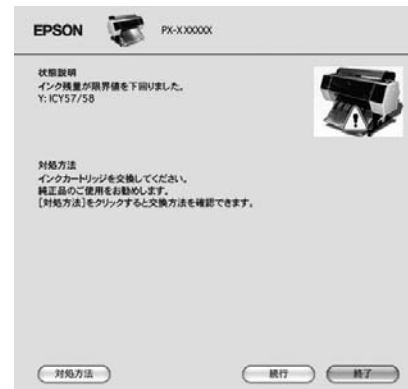 EPSON PX-XXXXXX
状態説明
インク残量が限界値を下回りました。
Y: ICY57/58
対処方法
インクカートリッジを交換してください。
純正品のご使用をお勧めします。
[対処方法]をクリックすると交換方法を確認できます。
対処方法 続行 終了